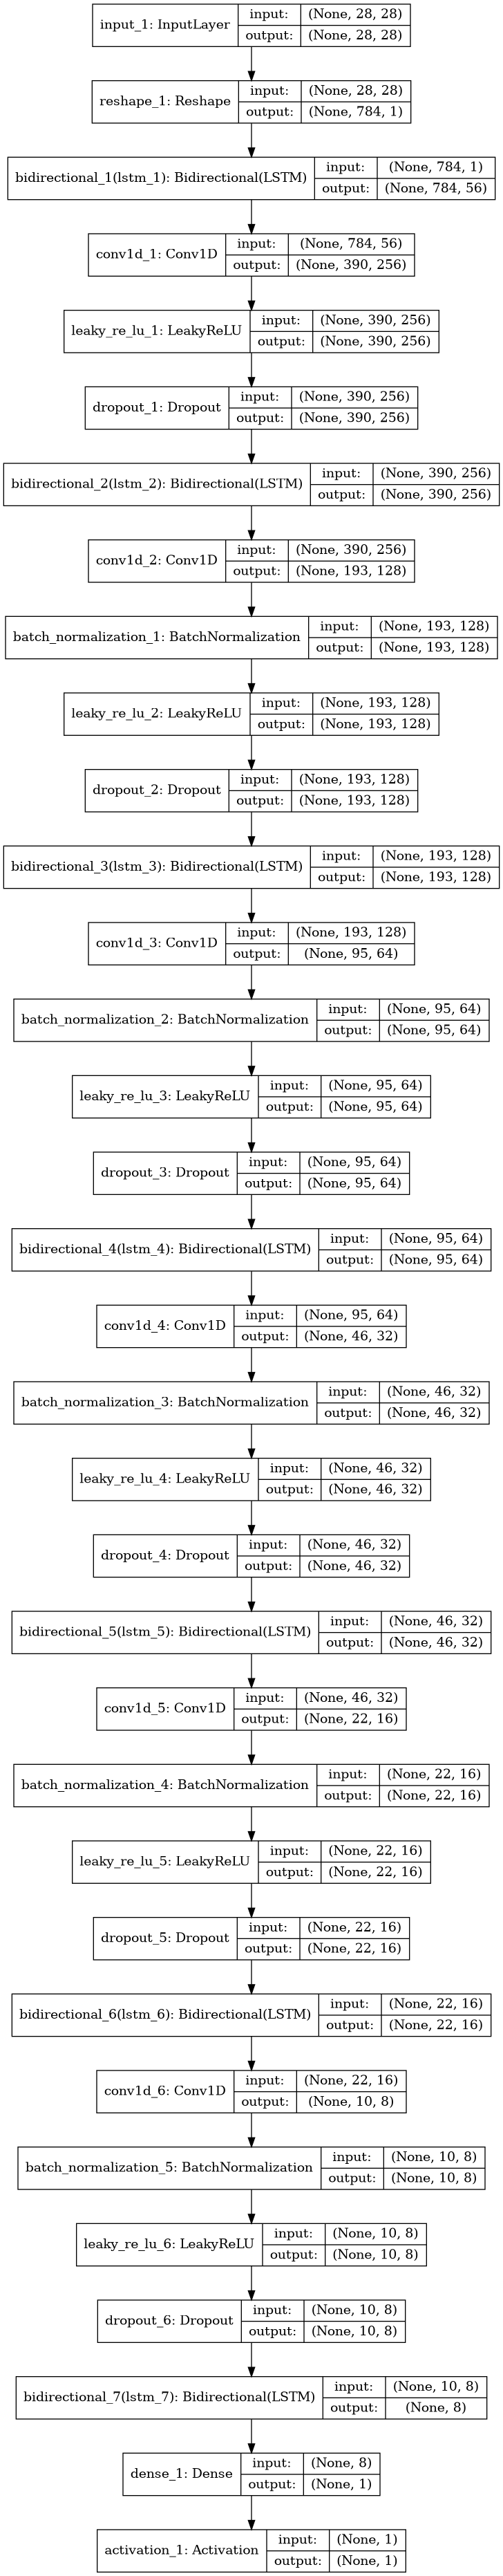 input_1: InputLayer
input: (None, 28, 28)
output: (None, 28, 28)
reshape_1: Reshape
input: (None, 28, 28)
output: (None, 784, 1)
bidirectional_1(lstm_1): Bidirectional(LSTM)
input: (None, 784, 1)
output: (None, 784, 56)
conv1d_1: Conv1D
input: (None, 784, 56)
output: (None, 390, 256)
leaky_re_lu_1: LeakyReLU
input: (None, 390, 256)
output: (None, 390, 256)
dropout_1: Dropout
input: (None, 390, 256)
output: (None, 390, 256)
bidirectional_2(lstm_2): Bidirectional(LSTM)
input: (None, 390, 256)
output: (None, 390, 256)
conv1d_2: Conv1D
input: (None, 390, 256)
output: (None, 193, 128)
batch_normalization_1: BatchNormalization
input: (None, 193, 128)
output: (None, 193, 128)
leaky_re_lu_2: LeakyReLU
input: (None, 193, 128)
output: (None, 193, 128)
dropout_2: Dropout
input: (None, 193, 128)
output: (None, 193, 128)
bidirectional_3(lstm_3): Bidirectional(LSTM)
input: (None, 193, 128)
output: (None, 193, 128)
conv1d_3: Conv1D
input: (None, 193, 128)
output: (None, 95, 64)
batch_normalization_2: BatchNormalization
input: (None, 95, 64)
output: (None, 95, 64)
leaky_re_lu_3: LeakyReLU
input: (None, 95, 64)
output: (None, 95, 64)
dropout_3: Dropout
input: (None, 95, 64)
output: (None, 95, 64)
bidirectional_4(lstm_4): Bidirectional(LSTM)
input: (None, 95, 64)
output: (None, 95, 64)
conv1d_4: Conv1D
input: (None, 95, 64)
output: (None, 46, 32)
batch_normalization_3: BatchNormalization
input: (None, 46, 32)
output: (None, 46, 32)
leaky_re_lu_4: LeakyReLU
input: (None, 46, 32)
output: (None, 46, 32)
dropout_4: Dropout
input: (None, 46, 32)
output: (None, 46, 32)
bidirectional_5(lstm_5): Bidirectional(LSTM)
input: (None, 46, 32)
output: (None, 46, 32)
conv1d_5: Conv1D
input: (None, 46, 32)
output: (None, 22, 16)
batch_normalization_4: BatchNormalization
input: (None, 22, 16)
output: (None, 22, 16)
leaky_re_lu_5: LeakyReLU
input: (None, 22, 16)
output: (None, 22, 16)
dropout_5: Dropout
input: (None, 22, 16)
output: (None, 22, 16)
bidirectional_6(lstm_6): Bidirectional(LSTM)
input: (None, 22, 16)
output: (None, 22, 16)
conv1d_6: Conv1D
input: (None, 22, 16)
output: (None, 10, 8)
batch_normalization_5: BatchNormalization
input: (None, 10, 8)
output: (None, 10, 8)
leaky_re_lu_6: LeakyReLU
input: (None, 10, 8)
output: (None, 10, 8)
dropout_6: Dropout
input: (None, 10, 8)
output: (None, 10, 8)
bidirectional_7(lstm_7): Bidirectional(LSTM)
input: (None, 10, 8)
output: (None, 8)
dense_1: Dense
input: (None, 8)
output: (None, 1)
activation_1: Activation
input: (None, 1)
output: (None, 1)